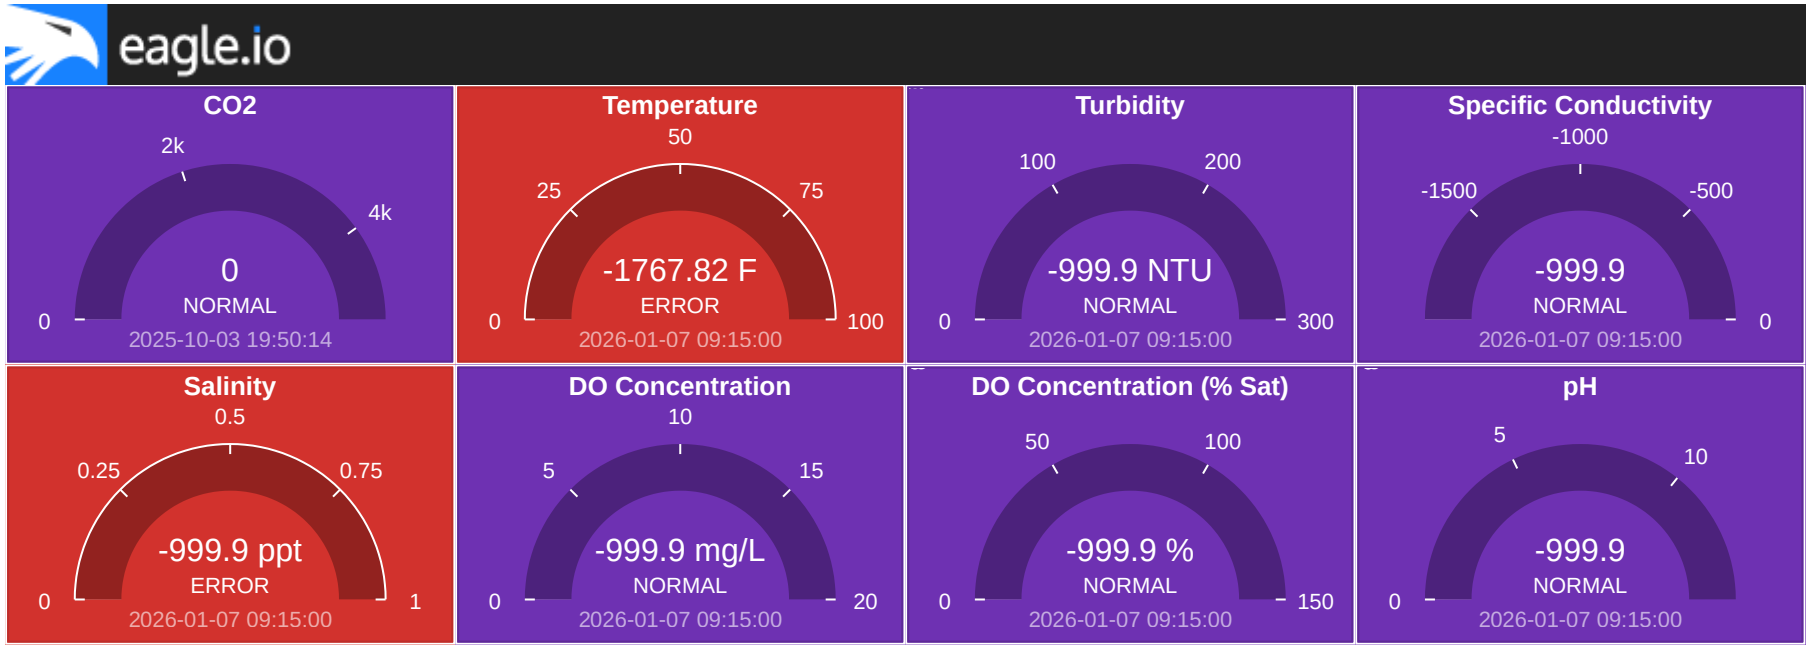 eagle.io
CO2
2k
4k
0
0
NORMAL
2025-10-03 19:50:14
Temperature
50
25
75
-1767.82 F
ERROR
0
100
2026-01-07 09:15:00
Turbidity
100
200
-999.9 NTU
NORMAL
0
300
2026-01-07 09:15:00
Specific Conductivity
-1000
-1500
-500
-999.9
NORMAL
0
2026-01-07 09:15:00
Salinity
0.5
0.25
0.75
-999.9 ppt
ERROR
0
1
2026-01-07 09:15:00
DO Concentration
10
5
15
-999.9 mg/L
NORMAL
0
20
2026-01-07 09:15:00
DO Concentration (% Sat)
50
100
-999.9 %
NORMAL
0
150
2026-01-07 09:15:00
pH
5
10
-999.9
NORMAL
0
2026-01-07 09:15:00